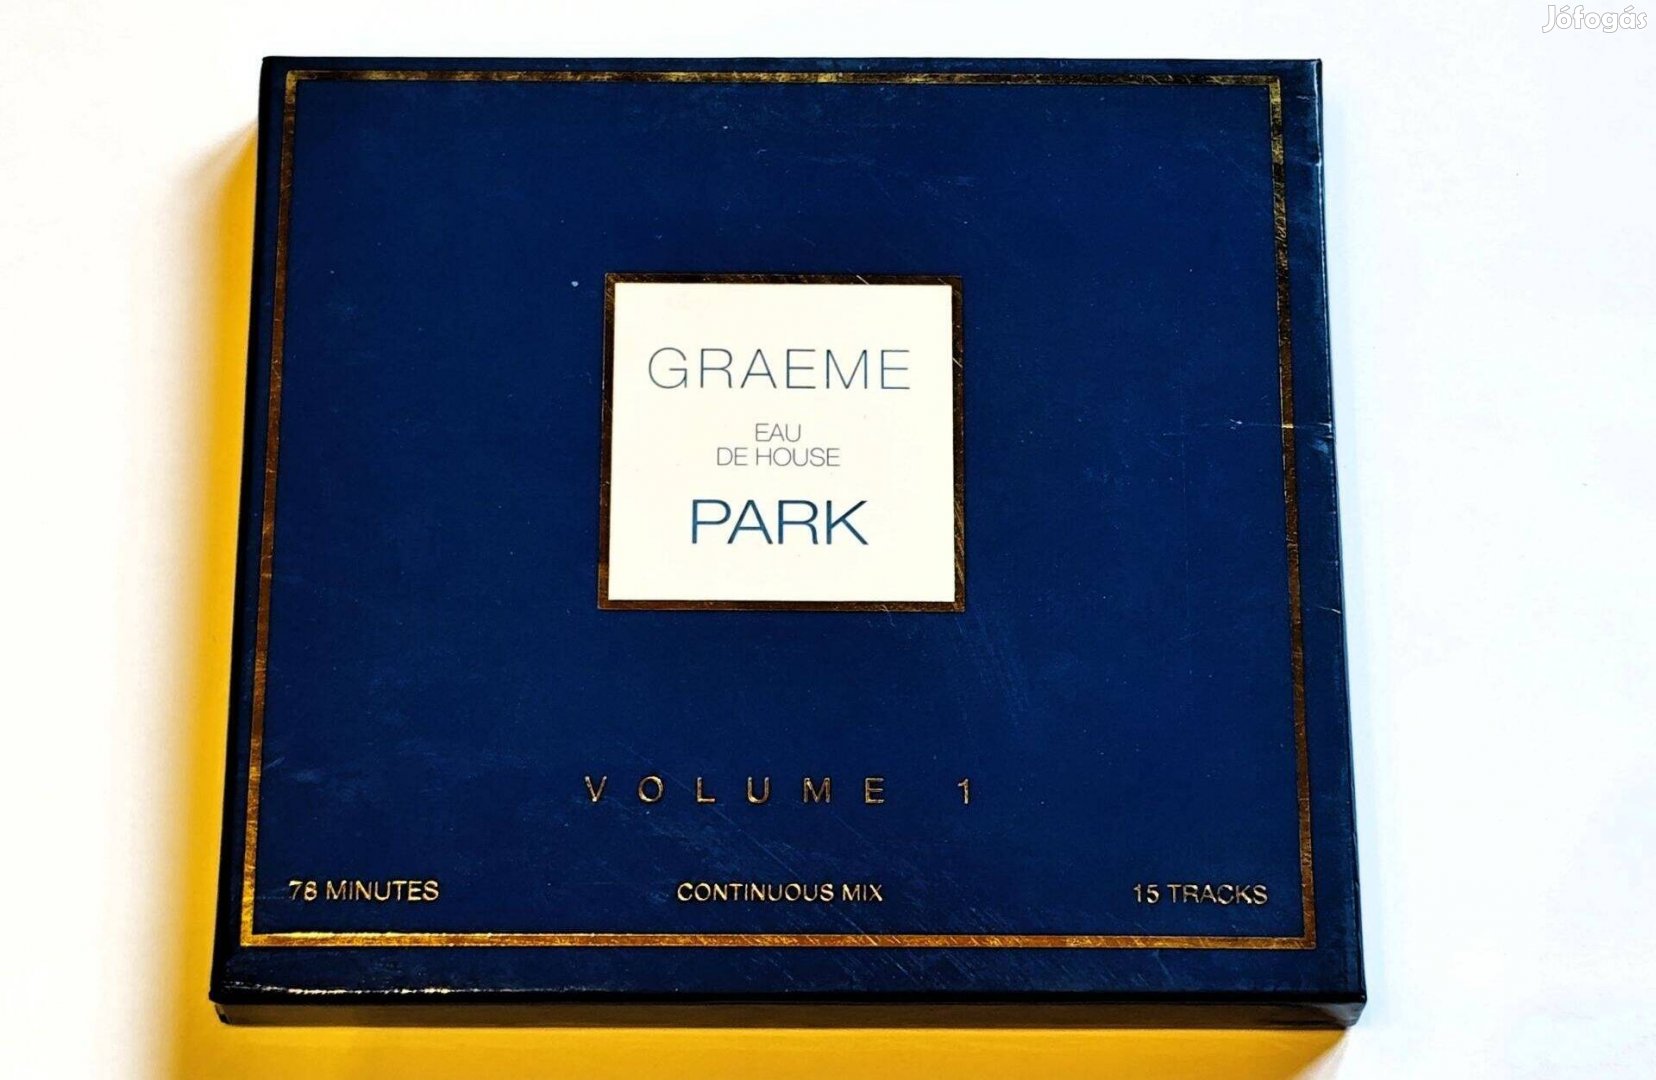 Jófogás
GRAEME
EAU
DE HOUSE
PARK
VOLUME 1
78 MINUTES CONTINUOUS MIX 15 TRACKS